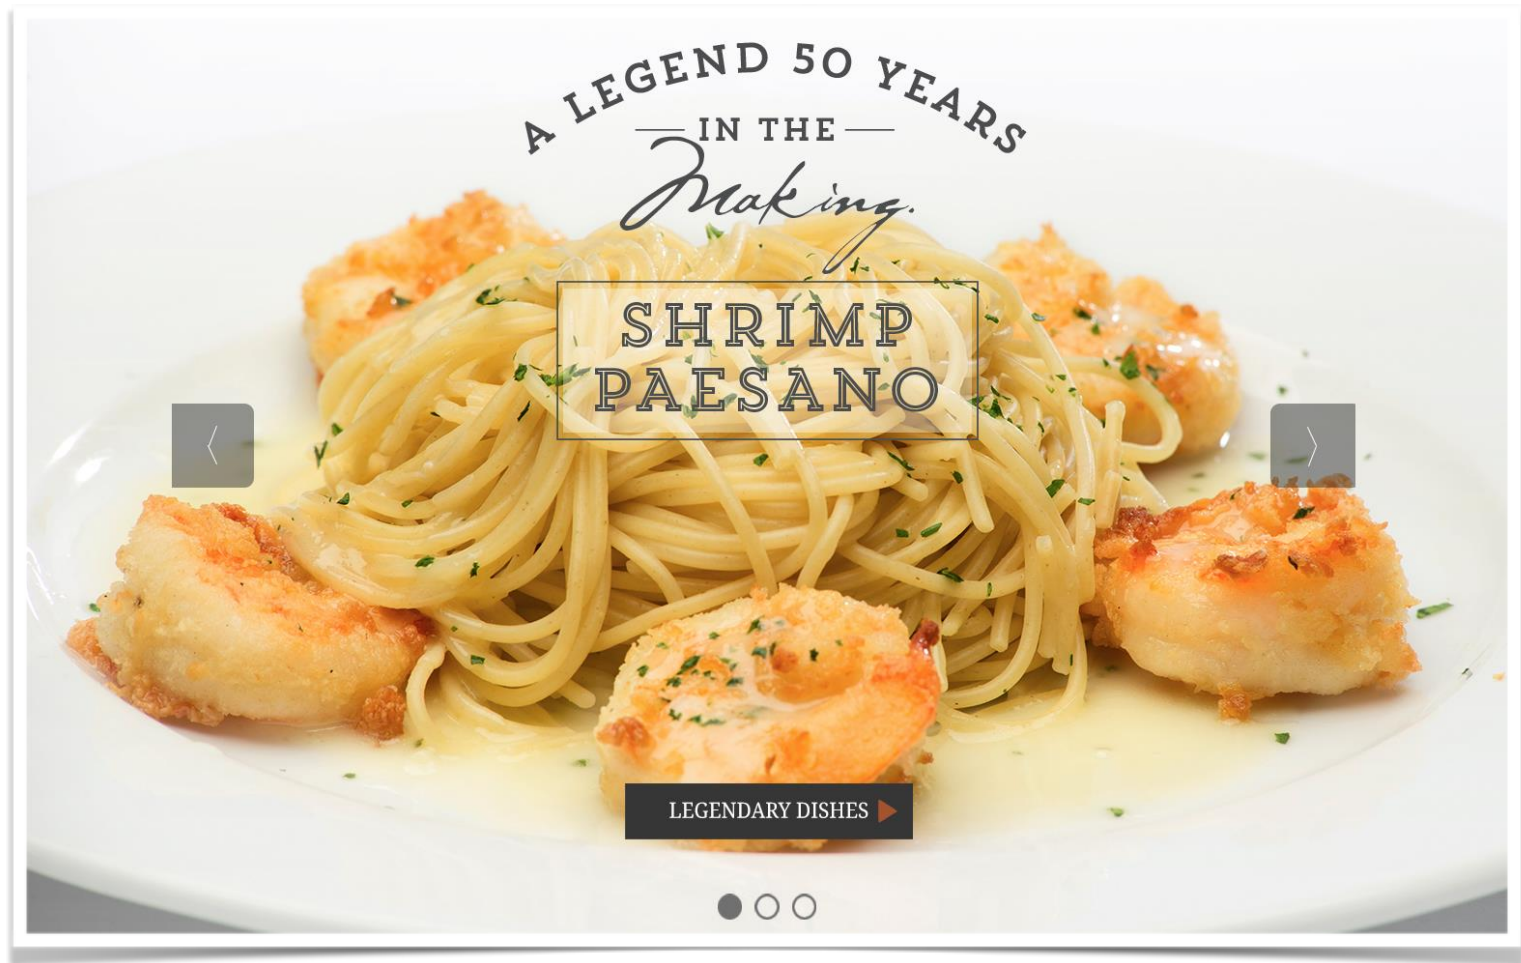 A LEGEND 50 YEARS
IN THE
Making.
SHRIMP
PAESANO
LEGENDARY DISHES